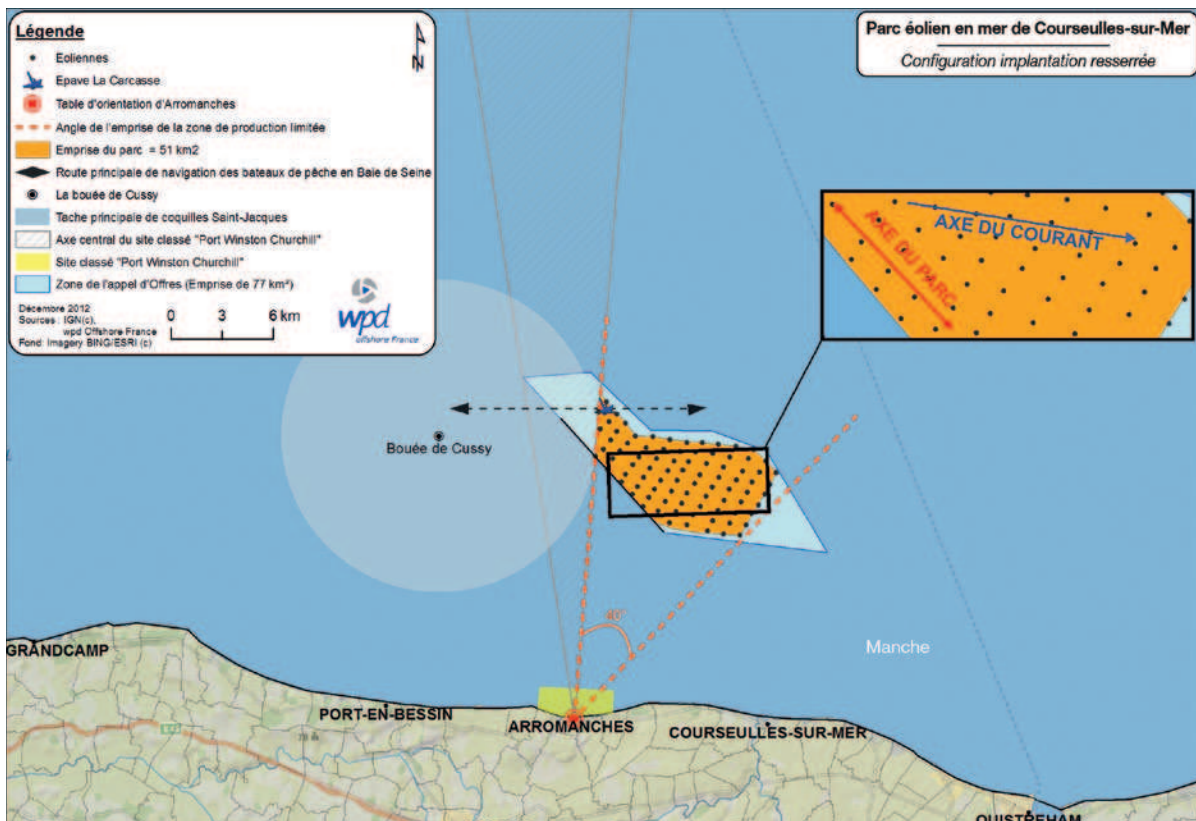 Légende
N
Eoliennes
Epave La Carcasse
Table d'orientation d'Arromanches
Angle de l'emprise de la zone de production limitée
Emprise du parc = 51 km2
Route principale de navigation des bateaux de pêche en Baie de Seine
La bouée de Cussy
Tache principale de coquilles Saint-Jacques
Axe central du site classé "Port Winston Churchill"
Site classé "Port Winston Churchill"
Zone de l'appel d'Offres (Emprise de 77 km²)
Décembre 2012
Sources : IGN(c),
wpd Offshore France
Fond: Imagery BING/ESRI (c)
0 3 6 km
wpd
offshore France
Parc éolien en mer de Courseulles-sur-Mer
Configuration implantation resserrée
AXE DU COURANT
AXE DU PARC
Bouée de Cussy
Manche
GRANDCAMP
PORT-EN-BESSIN
ARROMANCHES
COURSEULLES-SUR-MER
OUISTREHAM